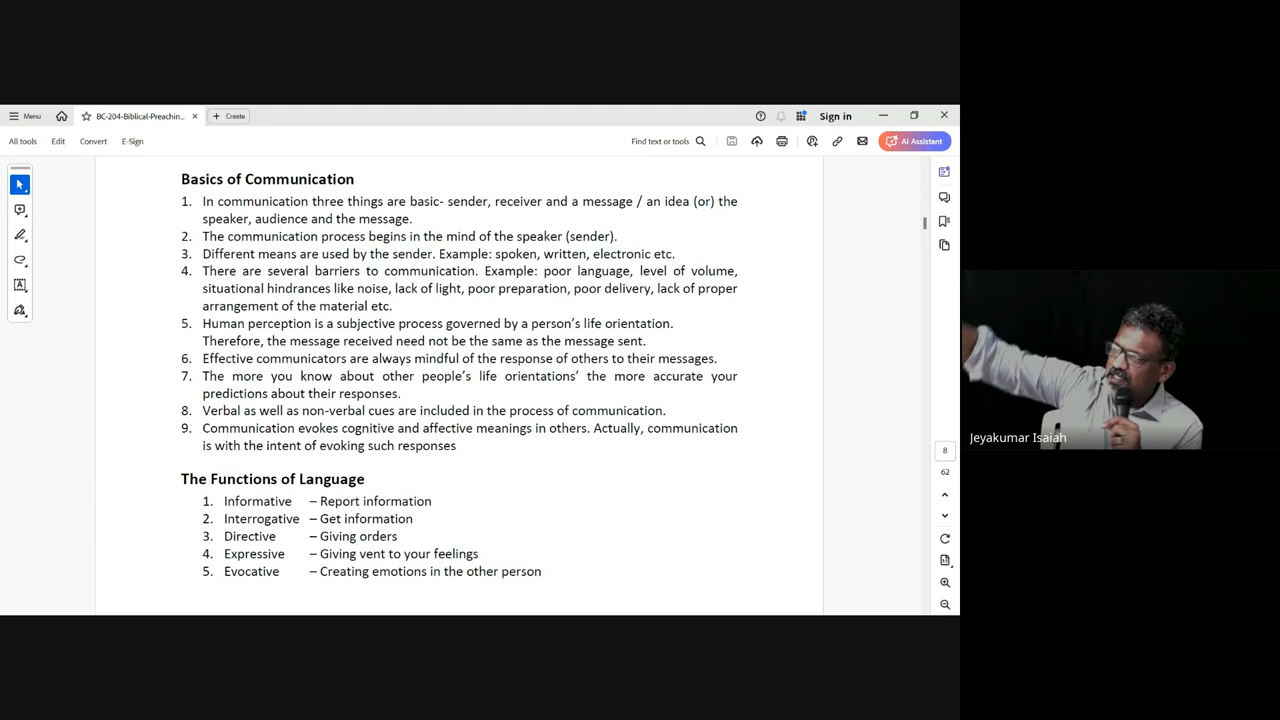 Menu
BC-204-Biblical-Preachin...
Create
Sign in
All tools
Edit
Convert
E-Sign
Find text or tools
AI Assistant
Basics of Communication
1. In communication three things are basic- sender, receiver and a message / an idea (or) the
speaker, audience and the message.
2. The communication process begins in the mind of the speaker (sender).
3. Different means are used by the sender. Example: spoken, written, electronic etc.
4. There are several barriers to communication. Example: poor language, level of volume,
situational hindrances like noise, lack of light, poor preparation, poor delivery, lack of proper
arrangement of the material etc.
5. Human perception is a subjective process governed by a person's life orientation.
Therefore, the message received need not be the same as the message sent.
6. Effective communicators are always mindful of the response of others to their messages.
7. The more you know about other people's life orientations' the more accurate your
predictions about their responses.
8. Verbal as well as non-verbal cues are included in the process of communication.
9. Communication evokes cognitive and affective meanings in others. Actually, communication
is with the intent of evoking such responses
The Functions of Language
1. Informative – Report information
2. Interrogative – Get information
3. Directive – Giving orders
4. Expressive – Giving vent to your feelings
5. Evocative – Creating emotions in the other person
8
62
Jeyakumar Isaiah